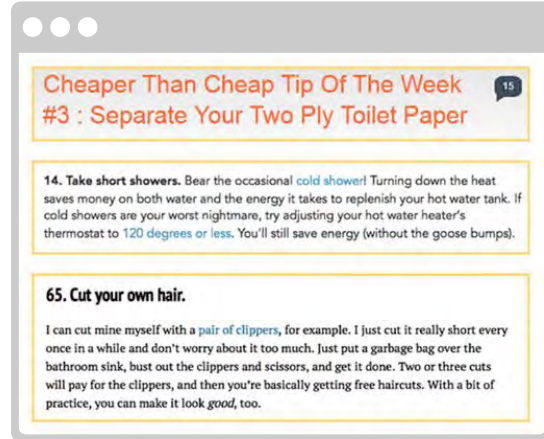 Cheaper Than Cheap Tip Of The Week
15
#3 : Separate Your Two Ply Toilet Paper
14. Take short showers. Bear the occasional cold shower! Turning down the heat
saves money on both water and the energy it takes to replenish your hot water tank. If
cold showers are your worst nightmare, try adjusting your hot water heater's
thermostat to 120 degrees or less. You'll still save energy (without the goose bumps).
65. Cut your own hair.
I can cut mine myself with a pair of clippers, for example. I just cut it really short every
once in a while and don't worry about it too much. Just put a garbage bag over the
bathroom sink, bust out the clippers and scissors, and get it done. Two or three cuts
will pay for the clippers, and then you're basically getting free haircuts. With a bit of
practice, you can make it look good, too.